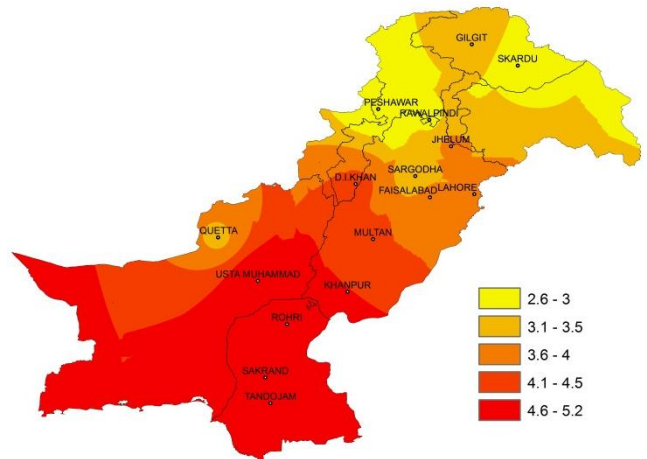 GILGIT
SKARDU
PESHAWAR
RAWALPINDI
JHELUM
SARGODHA
D.I.KHAN
FAISALABAD
LAHORE
QUETTA
MULTAN
USTA MUHAMMAD
KHANPUR
ROHRI
SAKRAND
TANDOJAM
2.6 - 3
3.1 - 3.5
3.6 - 4
4.1 - 4.5
4.6 - 5.2